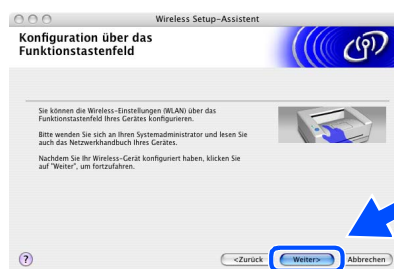 Wireless Setup-Assistent
Konfiguration über das
Funktionstastenfeld
Sie können die Wireless-Einstellungen (WLAN) über das
Funktionstastenfeld Ihres Gerätes konfigurieren.
Bitte wenden Sie sich an Ihren Systemadministrator und lesen Sie
auch das Netzwerkhandbuch Ihres Gerätes.
Nachdem Sie Ihr Wireless-Gerät konfiguriert haben, klicken Sie
auf "Weiter", um fortzufahren.
?
<Zurück Weiter> Abbrechen